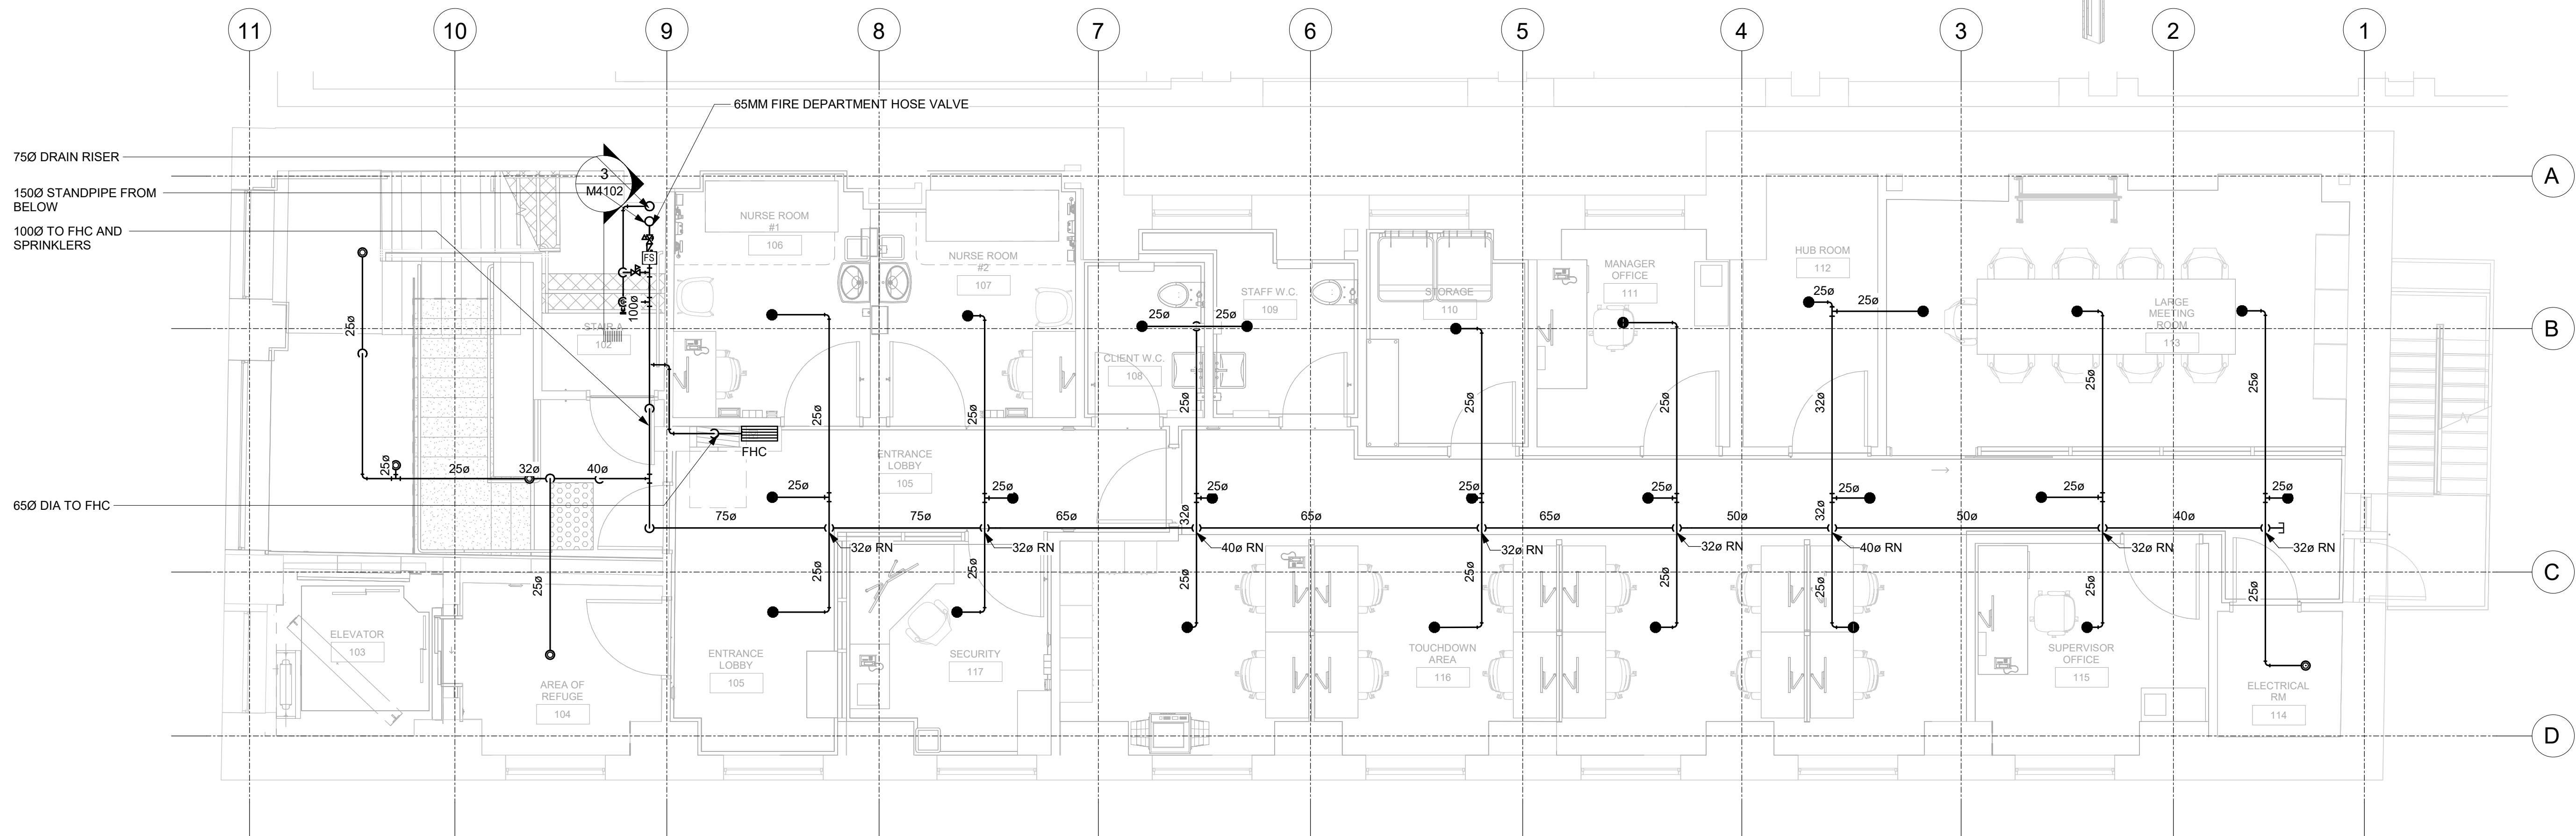 11
10
9
8
7
6
5
4
3
2
1
65MM FIRE DEPARTMENT HOSE VALVE
75Ø DRAIN RISER
3
M4102
A
150Ø STANDPIPE FROM
BELOW
100Ø TO FHC AND
SPRINKLERS
FS
100ø
STAIR A
102
NURSE ROOM
#1
106
NURSE ROOM
#2
107
CLIENT W.C.
108
STAFF W.C.
109
STORAGE
110
MANAGER
OFFICE
111
HUB ROOM
112
LARGE
MEETING
ROOM
113
B
25ø
25ø
25ø
25ø
25ø
25ø
25ø
25ø
25ø
25ø
25ø
25ø
32ø
25ø
25ø
FHC
ENTRANCE
LOBBY
105
65Ø DIA TO FHC
25ø
25ø
32ø
40ø
25ø
25ø
25ø
25ø
25ø
25ø
25ø
25ø
32ø
32ø
75ø
75ø
65ø
65ø
65ø
50ø
50ø
40ø
32ø RN
32ø RN
40ø RN
32ø RN
32ø RN
40ø RN
32ø RN
32ø RN
25ø
25ø
25ø
25ø
25ø
25ø
25ø
25ø
25ø
C
ELEVATOR
103
AREA OF
REFUGE
104
ENTRANCE
LOBBY
105
SECURITY
117
TOUCHDOWN
AREA
116
SUPERVISOR
OFFICE
115
ELECTRICAL
RM
114
D